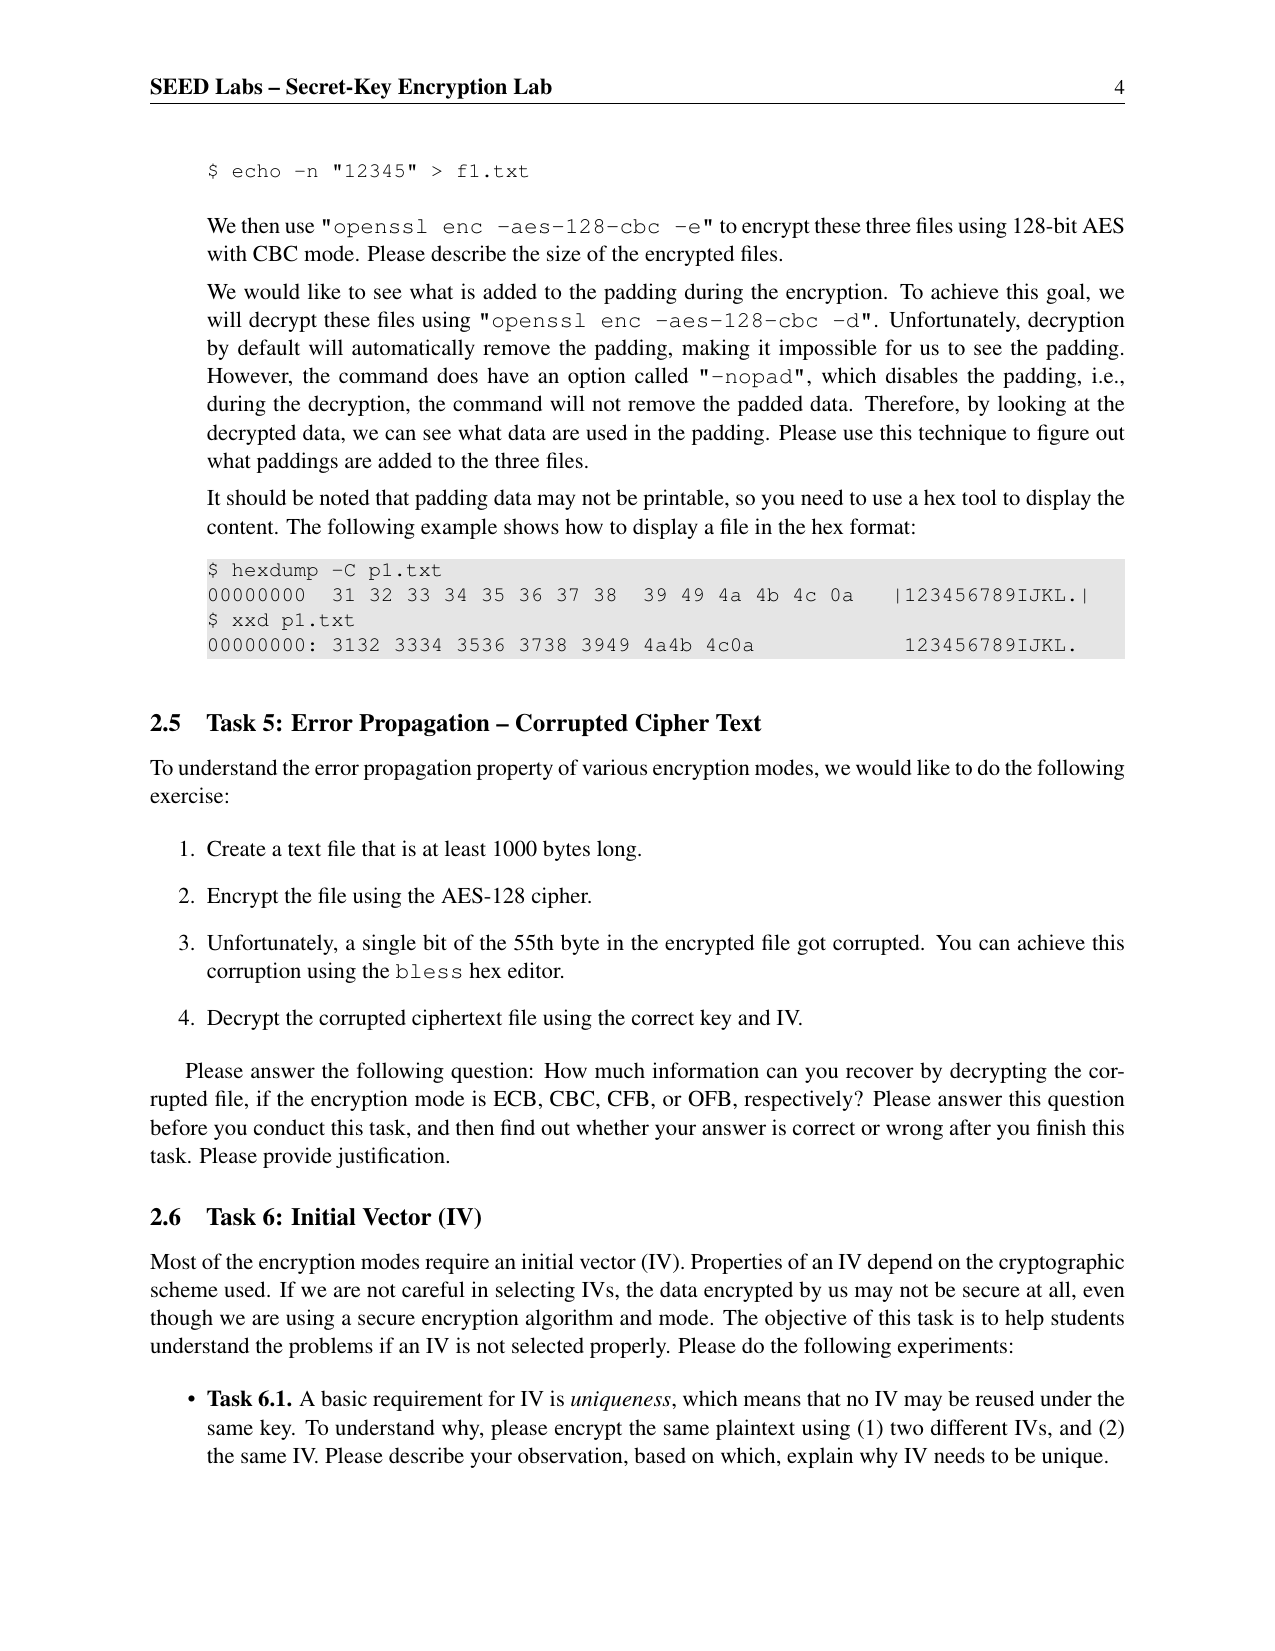 SEED Labs – Secret-Key Encryption Lab 4
$ echo -n "12345" > f1.txt
We then use "openssl enc -aes-128-cbc -e" to encrypt these three files using 128-bit AES
with CBC mode. Please describe the size of the encrypted files.
We would like to see what is added to the padding during the encryption. To achieve this goal, we
will decrypt these files using "openssl enc -aes-128-cbc -d". Unfortunately, decryption
by default will automatically remove the padding, making it impossible for us to see the padding.
However, the command does have an option called "-nopad", which disables the padding, i.e.,
during the decryption, the command will not remove the padded data. Therefore, by looking at the
decrypted data, we can see what data are used in the padding. Please use this technique to figure out
what paddings are added to the three files.
It should be noted that padding data may not be printable, so you need to use a hex tool to display the
content. The following example shows how to display a file in the hex format:
$ hexdump -C p1.txt
00000000  31 32 33 34 35 36 37 38  39 49 4a 4b 4c 0a   |123456789IJKL.|
$ xxd p1.txt
00000000: 3132 3334 3536 3738 3949 4a4b 4c0a            123456789IJKL.
2.5 Task 5: Error Propagation – Corrupted Cipher Text
To understand the error propagation property of various encryption modes, we would like to do the following
exercise:
1. Create a text file that is at least 1000 bytes long.
2. Encrypt the file using the AES-128 cipher.
3. Unfortunately, a single bit of the 55th byte in the encrypted file got corrupted. You can achieve this
corruption using the bless hex editor.
4. Decrypt the corrupted ciphertext file using the correct key and IV.
Please answer the following question: How much information can you recover by decrypting the cor-
rupted file, if the encryption mode is ECB, CBC, CFB, or OFB, respectively? Please answer this question
before you conduct this task, and then find out whether your answer is correct or wrong after you finish this
task. Please provide justification.
2.6 Task 6: Initial Vector (IV)
Most of the encryption modes require an initial vector (IV). Properties of an IV depend on the cryptographic
scheme used. If we are not careful in selecting IVs, the data encrypted by us may not be secure at all, even
though we are using a secure encryption algorithm and mode. The objective of this task is to help students
understand the problems if an IV is not selected properly. Please do the following experiments:
• Task 6.1. A basic requirement for IV is uniqueness, which means that no IV may be reused under the
same key. To understand why, please encrypt the same plaintext using (1) two different IVs, and (2)
the same IV. Please describe your observation, based on which, explain why IV needs to be unique.